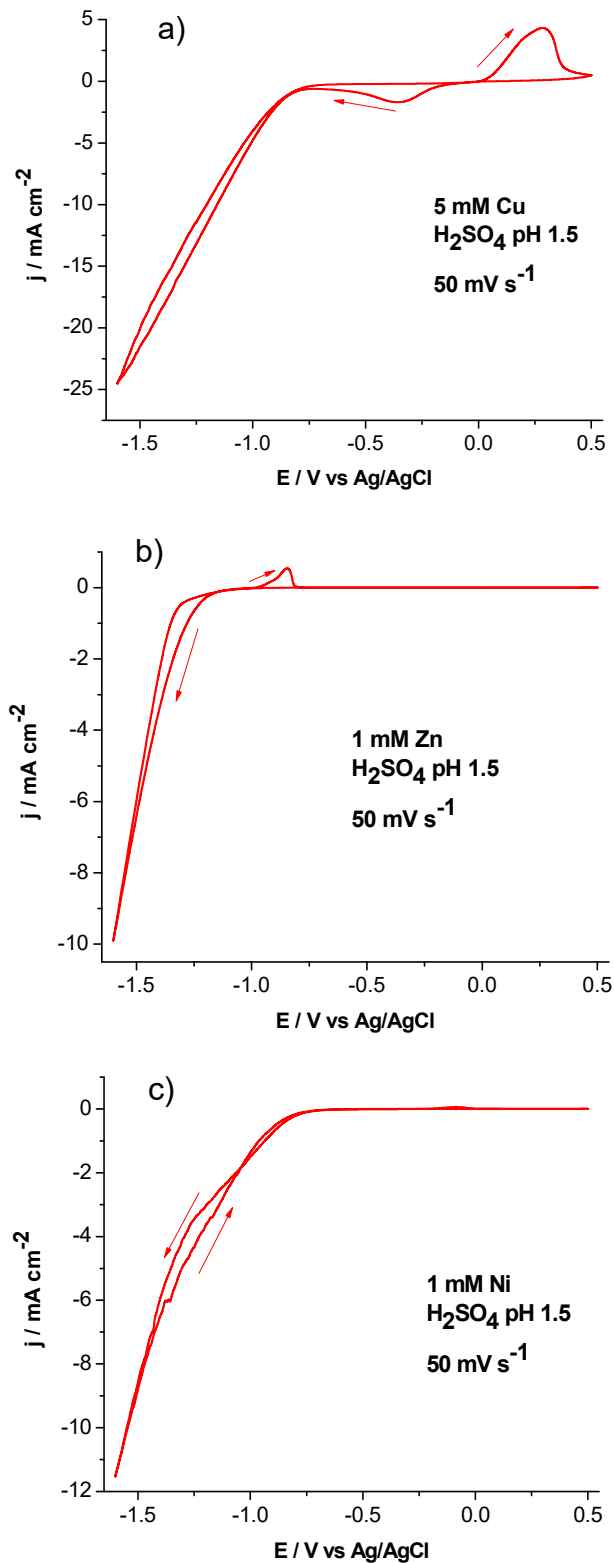 a)
5
0
-5
-10
-15
-20
-25
j / mA cm⁻²
5 mM Cu
H₂SO₄ pH 1.5
50 mV s⁻¹
-1.5 -1.0 -0.5 0.0 0.5
E / V vs Ag/AgCl
b)
0
-2
-4
-6
-8
-10
j / mA cm⁻²
1 mM Zn
H₂SO₄ pH 1.5
50 mV s⁻¹
-1.5 -1.0 -0.5 0.0 0.5
E / V vs Ag/AgCl
c)
0
-2
-4
-6
-8
-10
-12
j / mA cm⁻²
1 mM Ni
H₂SO₄ pH 1.5
50 mV s⁻¹
-1.5 -1.0 -0.5 0.0 0.5
E / V vs Ag/AgCl